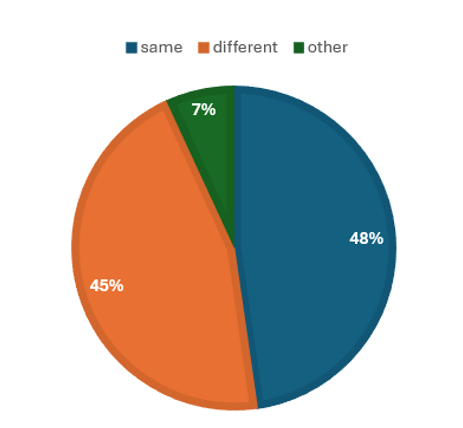 same different other
7%
48%
45%